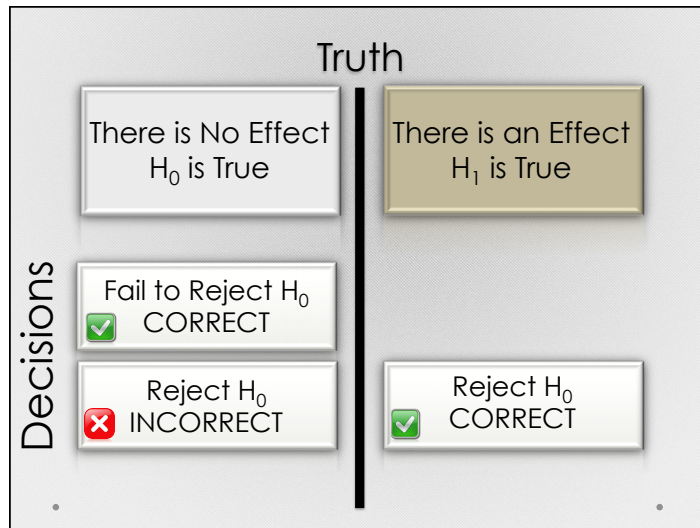 Truth
There is No Effect
H₀ is True
There is an Effect
H₁ is True
Decisions
Fail to Reject H₀
CORRECT
Reject H₀
INCORRECT
Reject H₀
CORRECT